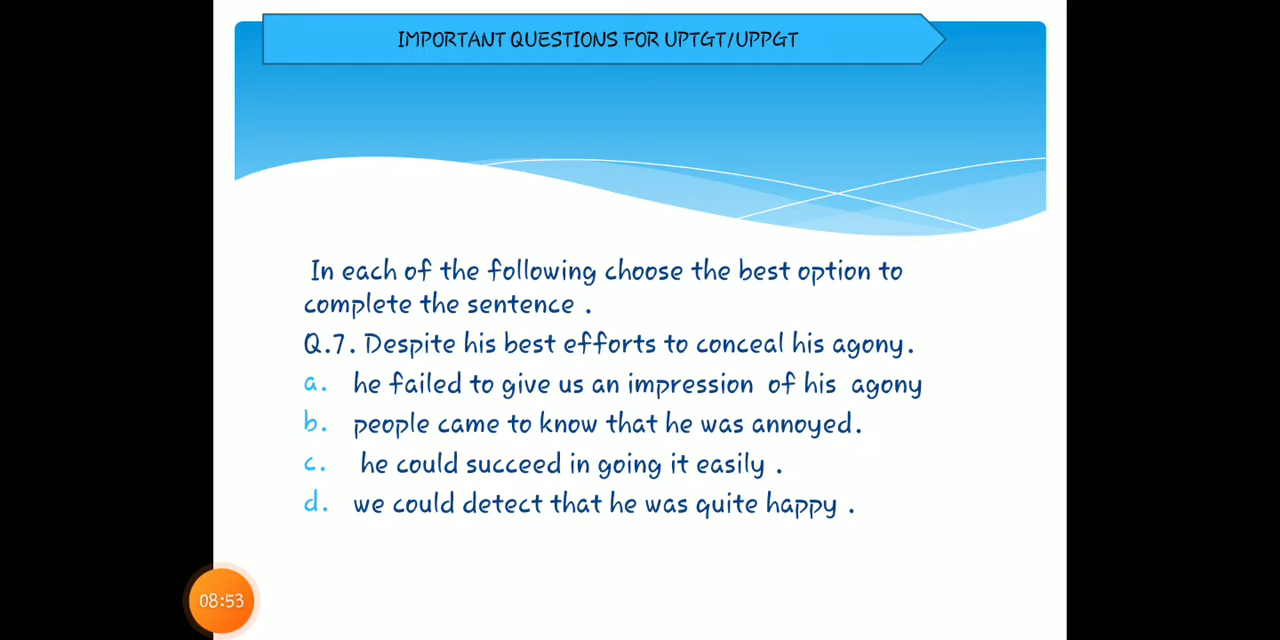 IMPORTANT QUESTIONS FOR UPTGT/UPPGT
In each of the following choose the best option to
complete the sentence .
Q.7. Despite his best efforts to conceal his agony.
a. he failed to give us an impression of his agony
b. people came to know that he was annoyed.
c. he could succeed in going it easily .
d. we could detect that he was quite happy .
08:53